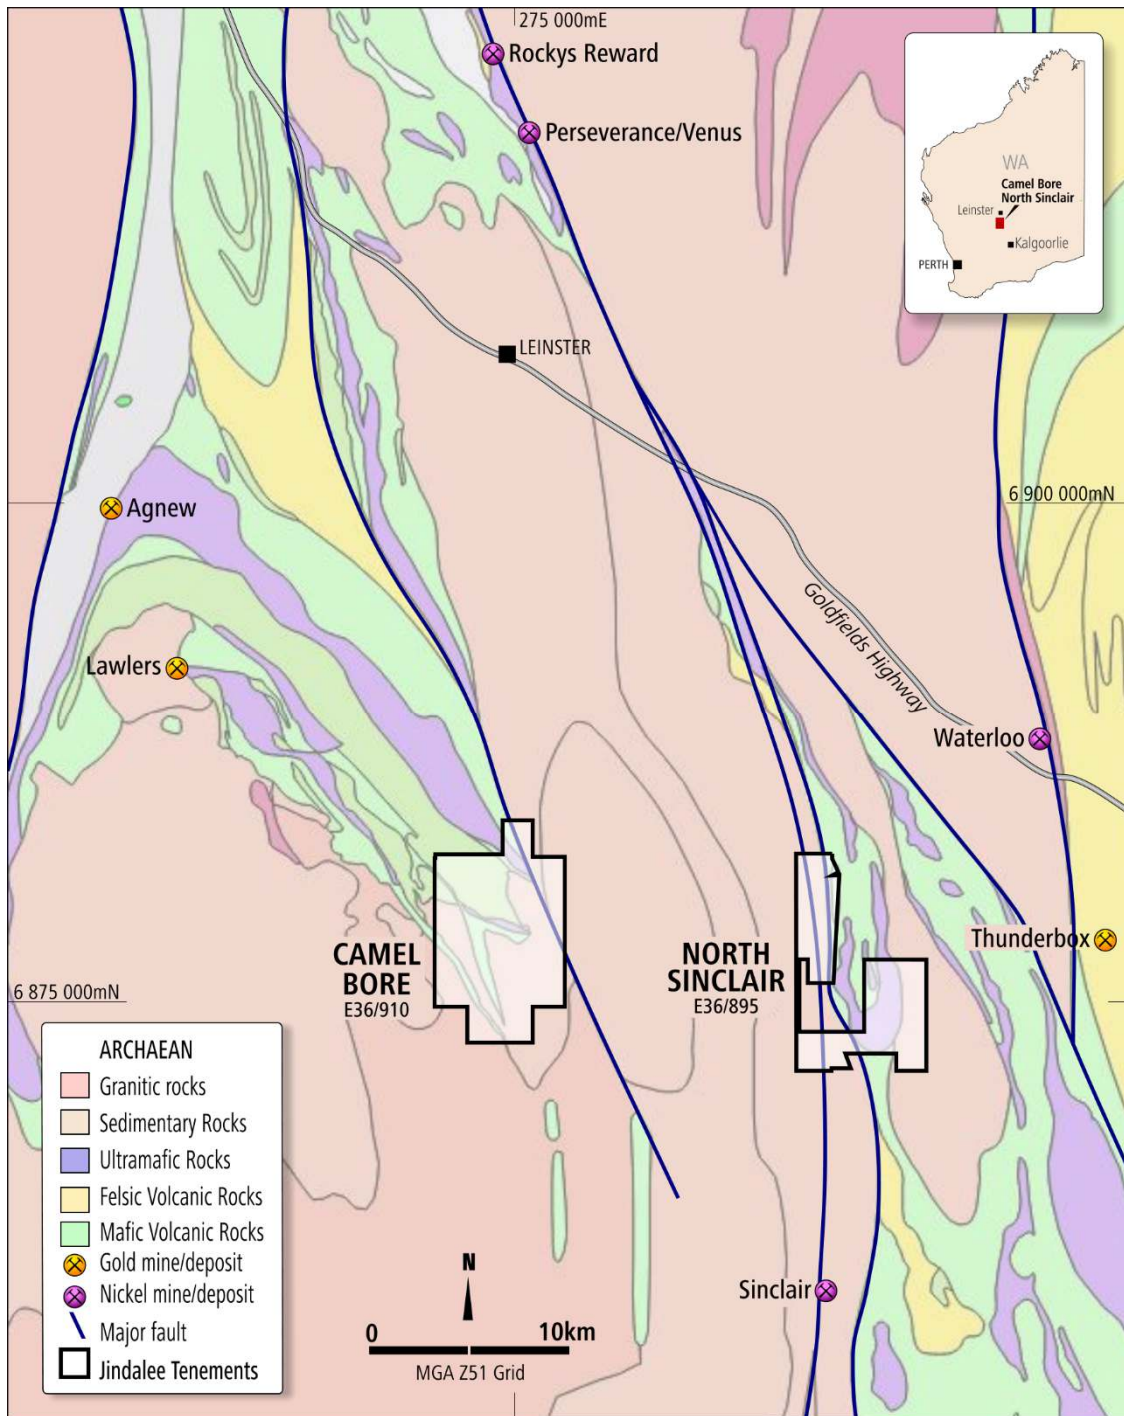 275 000mE
Rockys Reward
Perseverance/Venus
WA
Camel Bore
North Sinclair
Leinster
Kalgoorlie
PERTH
LEINSTER
6 900 000mN
Agnew
Goldfields Highway
Lawlers
Waterloo
CAMEL
BORE
E36/910
NORTH
SINCLAIR
E36/895
Thunderbox
6 875 000mN
ARCHAEAN
Granitic rocks
Sedimentary Rocks
Ultramafic Rocks
Felsic Volcanic Rocks
Mafic Volcanic Rocks
Gold mine/deposit
Nickel mine/deposit
Major fault
Jindalee Tenements
Sinclair
N
0 10km
MGA Z51 Grid